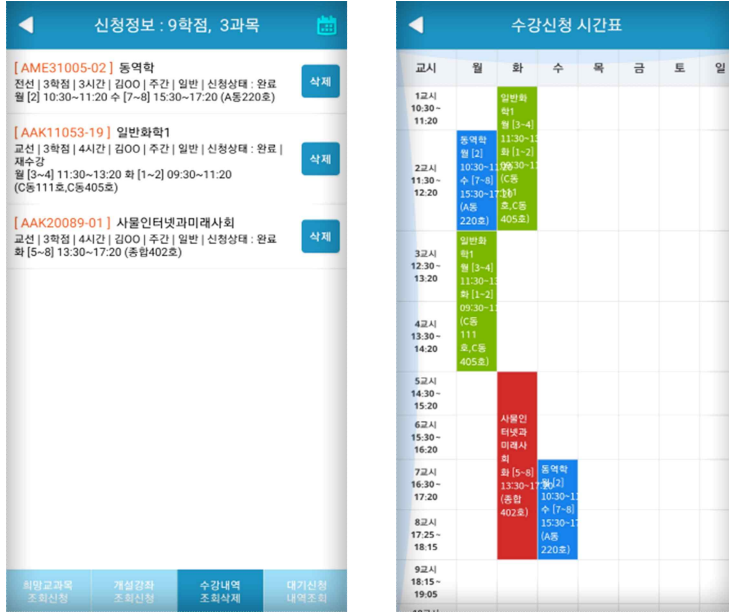 신청정보 : 9학점, 3과목
[ AME31005-02 ] 동역학
전선 | 3학점 | 3시간 | 김OO | 주간 | 일반 | 신청상태 : 완료
월 [2] 10:30~11:20 수 [7~8] 15:30~17:20 (A동220호)
삭제
[ AAK11053-19 ] 일반화학1
교선 | 3학점 | 4시간 | 김OO | 주간 | 일반 | 신청상태 : 완료 |
재수강
월 [3~4] 11:30~13:20 화 [1~2] 09:30~11:20
(C동111호,C동405호)
삭제
[ AAK20089-01 ] 사물인터넷과미래사회
교선 | 3학점 | 4시간 | 김OO | 주간 | 일반 | 신청상태 : 완료
화 [5~8] 13:30~17:20 (종합402호)
삭제
희망교과목
조회신청
개설강좌
조회신청
수강내역
조회삭제
대기신청
내역조회
수강신청 시간표
교시 월 화 수 목 금 토 일
1교시
10:30 ~
11:20
2교시
11:30 ~
12:20
3교시
12:30 ~
13:20
4교시
13:30 ~
14:20
5교시
14:30 ~
15:20
6교시
15:30 ~
16:20
7교시
16:30 ~
17:20
8교시
17:25 ~
18:15
9교시
18:15 ~
19:05
동역학
월 [2]
10:30~11:20
수 [7~8]
15:30~17:20
(A동
220호)
일반화
학1
월 [3~4]
11:30~13
화 [1~2]
09:30~11
(C동
111
호,C동
405호)
일반화
학1
월 [3~4]
11:30~13
화 [1~2]
09:30~11
(C동
111
호,C동
405호)
사물인
터넷과
미래사
회
화 [5~8]
13:30~17:20
(종합
402호)
동역학
월 [2]
10:30~11
수 [7~8]
15:30~17
(A동
220호)